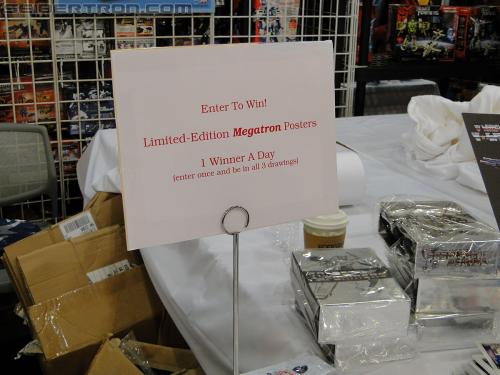 SEIBERTRON.COM
Enter To Win!
Limited-Edition Megatron Posters
1 Winner A Day
(enter once and be in all 3 drawings)